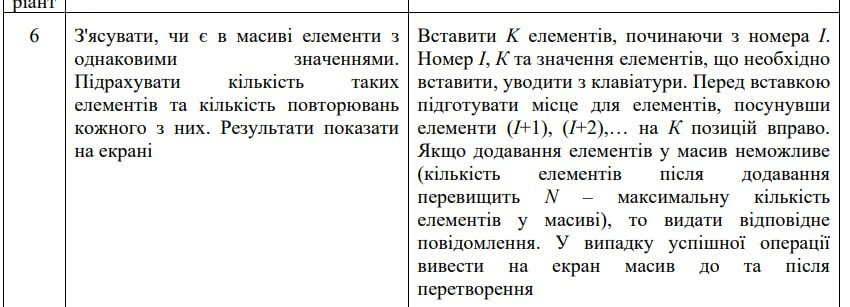 ріант
6
З'ясувати, чи є в масиві елементи з
однаковими значеннями.
Підрахувати кількість таких
елементів та кількість повторювань
кожного з них. Результати показати
на екрані
Вставити K елементів, починаючи з номера I.
Номер I, K та значення елементів, що необхідно
вставити, уводити з клавіатури. Перед вставкою
підготувати місце для елементів, посунувши
елементи (I+1), (I+2),… на K позицій вправо.
Якщо додавання елементів у масив неможливе
(кількість елементів після додавання
перевищить N – максимальну кількість
елементів у масиві), то видати відповідне
повідомлення. У випадку успішної операції
вивести на екран масив до та після
перетворення